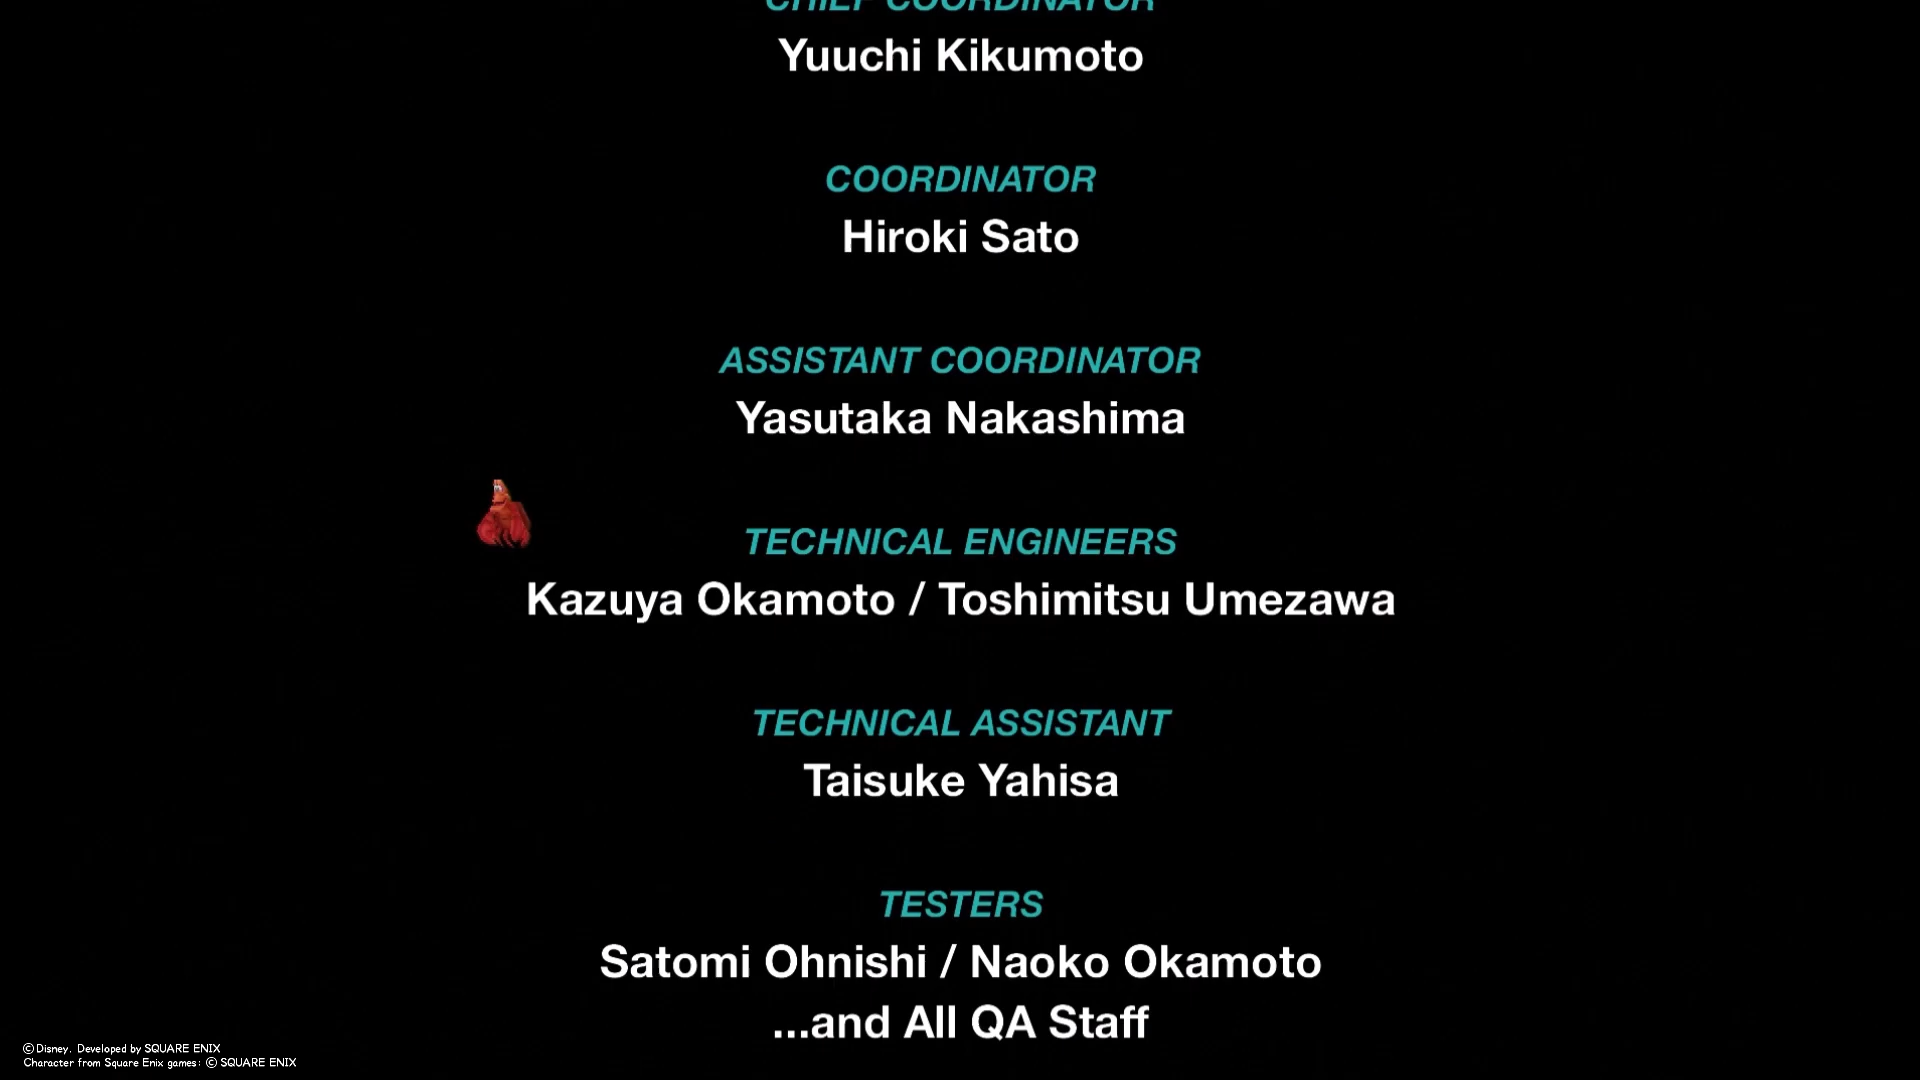 CHIEF COORDINATOR
Yuuchi Kikumoto
COORDINATOR
Hiroki Sato
ASSISTANT COORDINATOR
Yasutaka Nakashima
TECHNICAL ENGINEERS
Kazuya Okamoto / Toshimitsu Umezawa
TECHNICAL ASSISTANT
Taisuke Yahisa
TESTERS
Satomi Ohnishi / Naoko Okamoto
...and All QA Staff
©Disney. Developed by SQUARE ENIX
Character from Square Enix games: © SQUARE ENIX